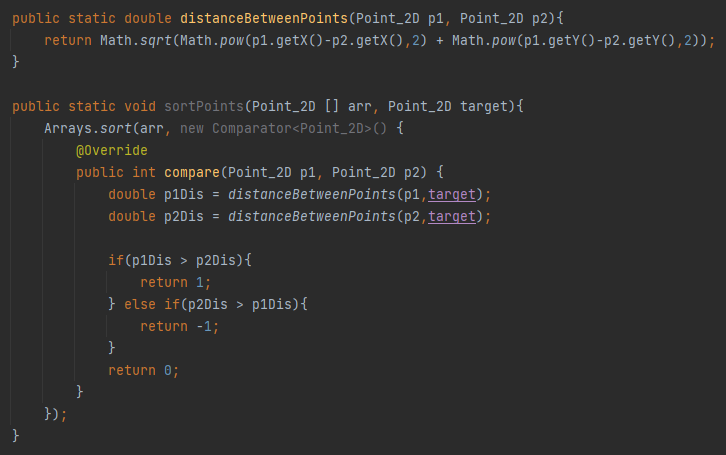 public static double distanceBetweenPoints(Point_2D p1, Point_2D p2){
    return Math.sqrt(Math.pow(p1.getX()-p2.getX(),2) + Math.pow(p1.getY()-p2.getY(),2));
}

public static void sortPoints(Point_2D [] arr, Point_2D target){
    Arrays.sort(arr, new Comparator<Point_2D>() {
        @Override
        public int compare(Point_2D p1, Point_2D p2) {
            double p1Dis = distanceBetweenPoints(p1,target);
            double p2Dis = distanceBetweenPoints(p2,target);

            if(p1Dis > p2Dis){
                return 1;
            } else if(p2Dis > p1Dis){
                return -1;
            }
            return 0;
        }
    });
}